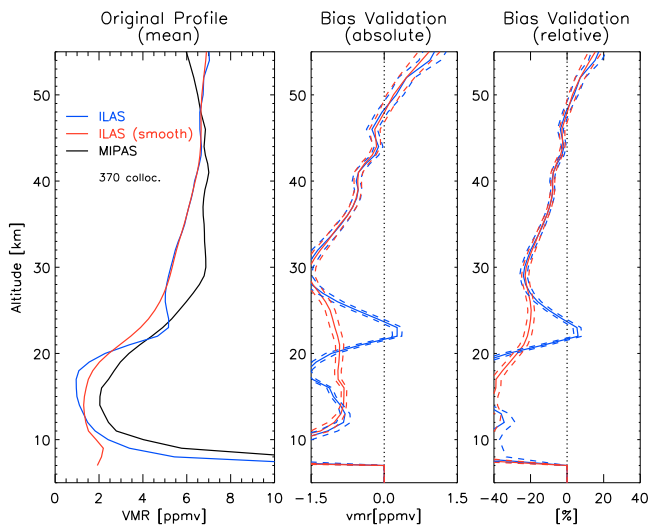 Original Profile
(mean)
Bias Validation
(absolute)
Bias Validation
(relative)
Altitude [km]
50
40
30
20
10
ILAS
ILAS (smooth)
MIPAS
370 colloc.
0 2 4 6 8 10
VMR [ppmv]
-1.5 0.0 1.5
vmr[ppmv]
-40 -20 0 20 40
[%]